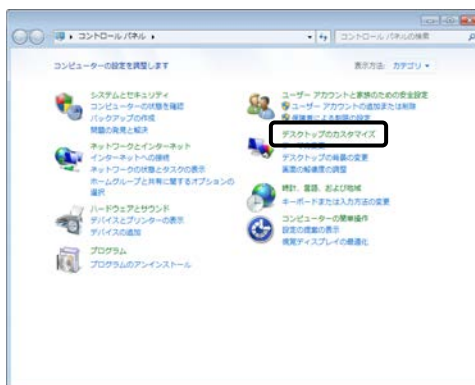 コントロール パネル
コントロール パネルの検索
コンピューターの設定を調整します
表示方法: カテゴリ
システムとセキュリティ
コンピューターの状態を確認
バックアップの作成
問題の発見と解決
ネットワークとインターネット
インターネットへの接続
ネットワークの状態とタスクの表示
ホームグループと共有に関するオプションの
選択
ハードウェアとサウンド
デバイスとプリンターの表示
デバイスの追加
プログラム
プログラムのアンインストール
ユーザー アカウントと家族のための安全設定
ユーザー アカウントの追加または削除
保護者による制限の設定
デスクトップのカスタマイズ
デスクトップの背景の変更
画面の解像度の調整
時計、言語、および地域
キーボードまたは入力方法の変更
コンピューターの簡単操作
設定の提案の表示
視覚ディスプレイの最適化